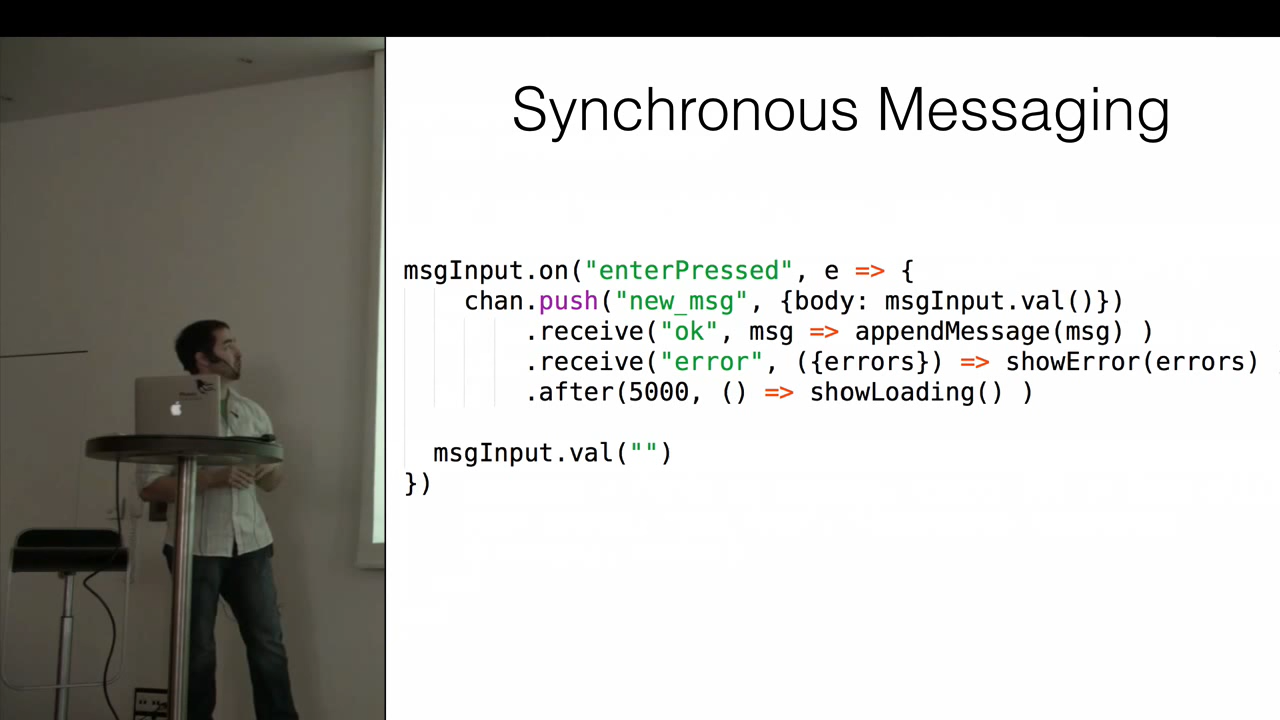 Synchronous Messaging
msgInput.on("enterPressed", e => {
chan.push("new_msg", {body: msgInput.val()})
.receive("ok", msg => appendMessage(msg) )
.receive("error", ({errors}) => showError(errors) )
.after(5000, () => showLoading() )
msgInput.val("")
})